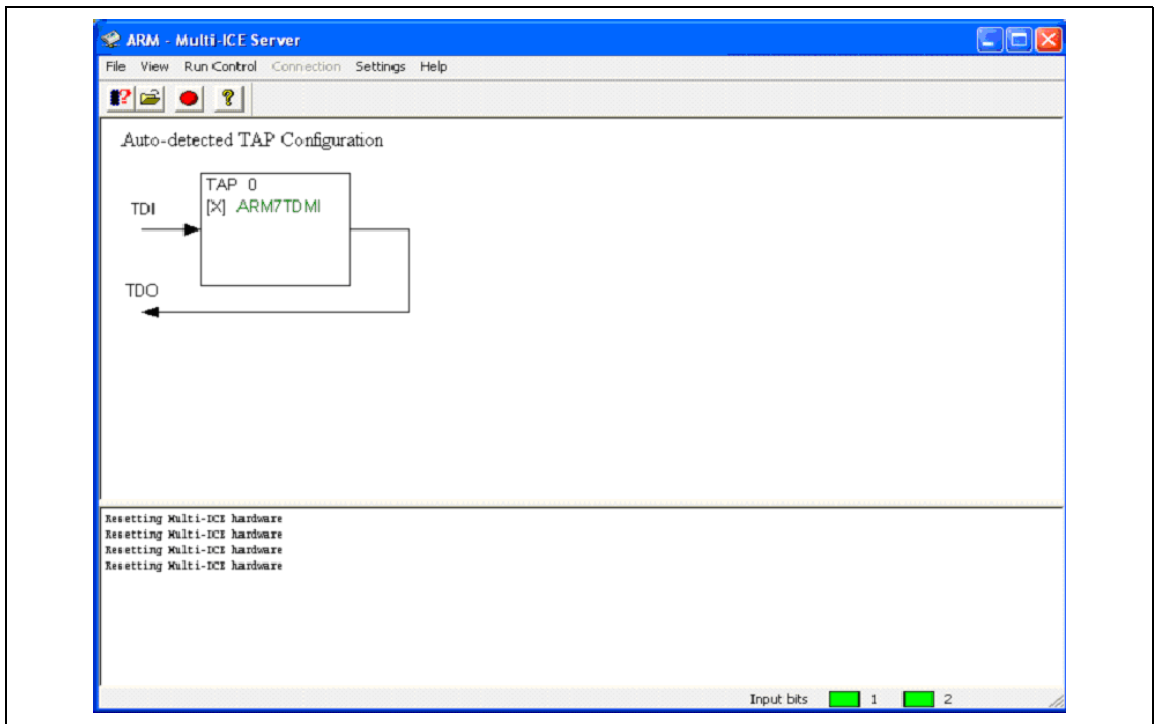 ARM - Multi-ICE Server
File View Run Control Connection Settings Help
Auto-detected TAP Configuration
TAP 0
TDI
[X] ARM7TDMI
TDO
Resetting Multi-ICE hardware
Resetting Multi-ICE hardware
Resetting Multi-ICE hardware
Resetting Multi-ICE hardware
Input bits 1 2